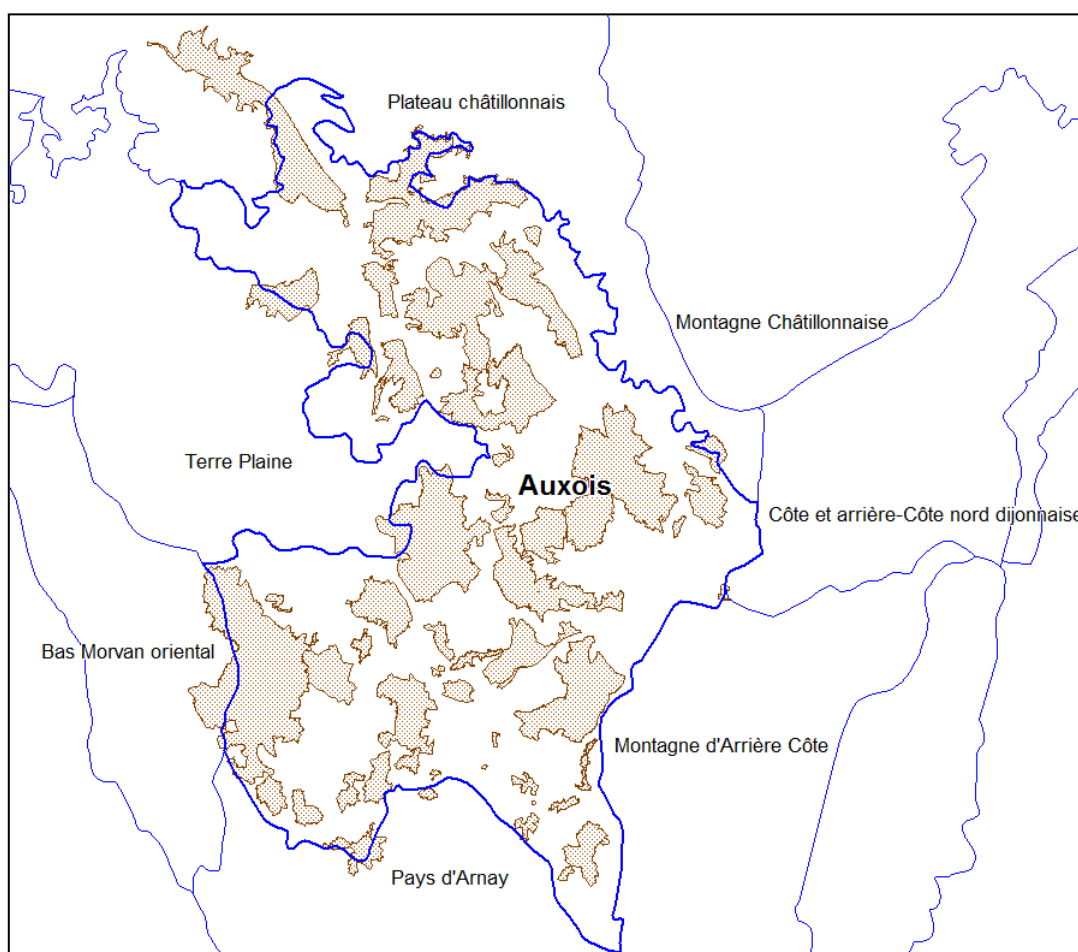 Plateau châtillonnais
Montagne Châtillonnaise
Terre Plaine
Auxois
Côte et arrière-Côte nord dijonnaise
Bas Morvan oriental
Montagne d'Arrière Côte
Pays d'Arnay